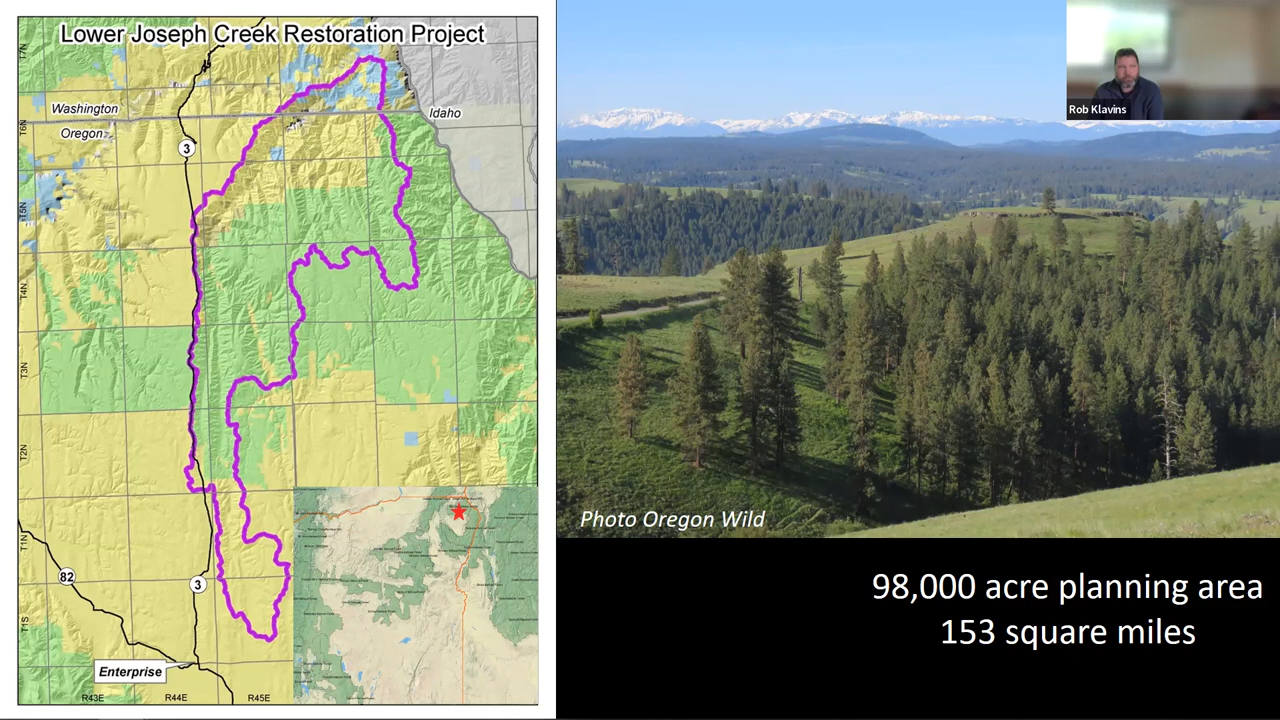 Lower Joseph Creek Restoration Project
T7N
Washington
Idaho
T6N
Oregon
3
T5N
T4N
T3N
T2N
T1N
82
3
T1S
Enterprise
R43E
R44E
R45E
Rob Klavins
Photo Oregon Wild
98,000 acre planning area
153 square miles